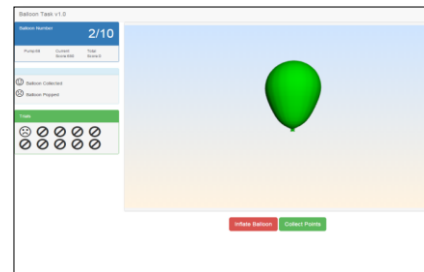 Balloon Task v1.0
Balloon Number
2/10
Current
Total
Balloon Collected
Balloon Popped
Trials
Inflate Balloon
Collect Points